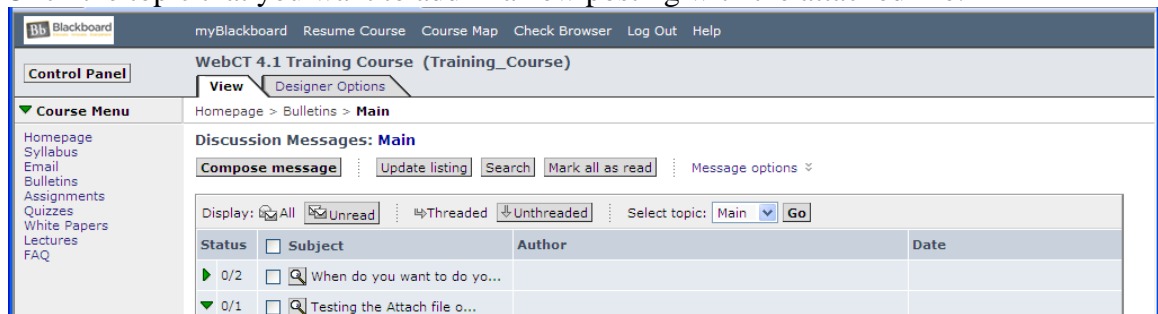 Bb Blackboard
myBlackboard Resume Course Course Map Check Browser Log Out Help
Control Panel
WebCT 4.1 Training Course (Training_Course)
View Designer Options
Course Menu
Homepage > Bulletins > Main
Homepage
Syllabus
Email
Bulletins
Assignments
Quizzes
White Papers
Lectures
FAQ
Discussion Messages: Main
Compose message Update listing Search Mark all as read Message options
Display: All Unread Threaded Unthreaded Select topic: Main Go
Status Subject Author Date
0/2 When do you want to do yo...
0/1 Testing the Attach file o...